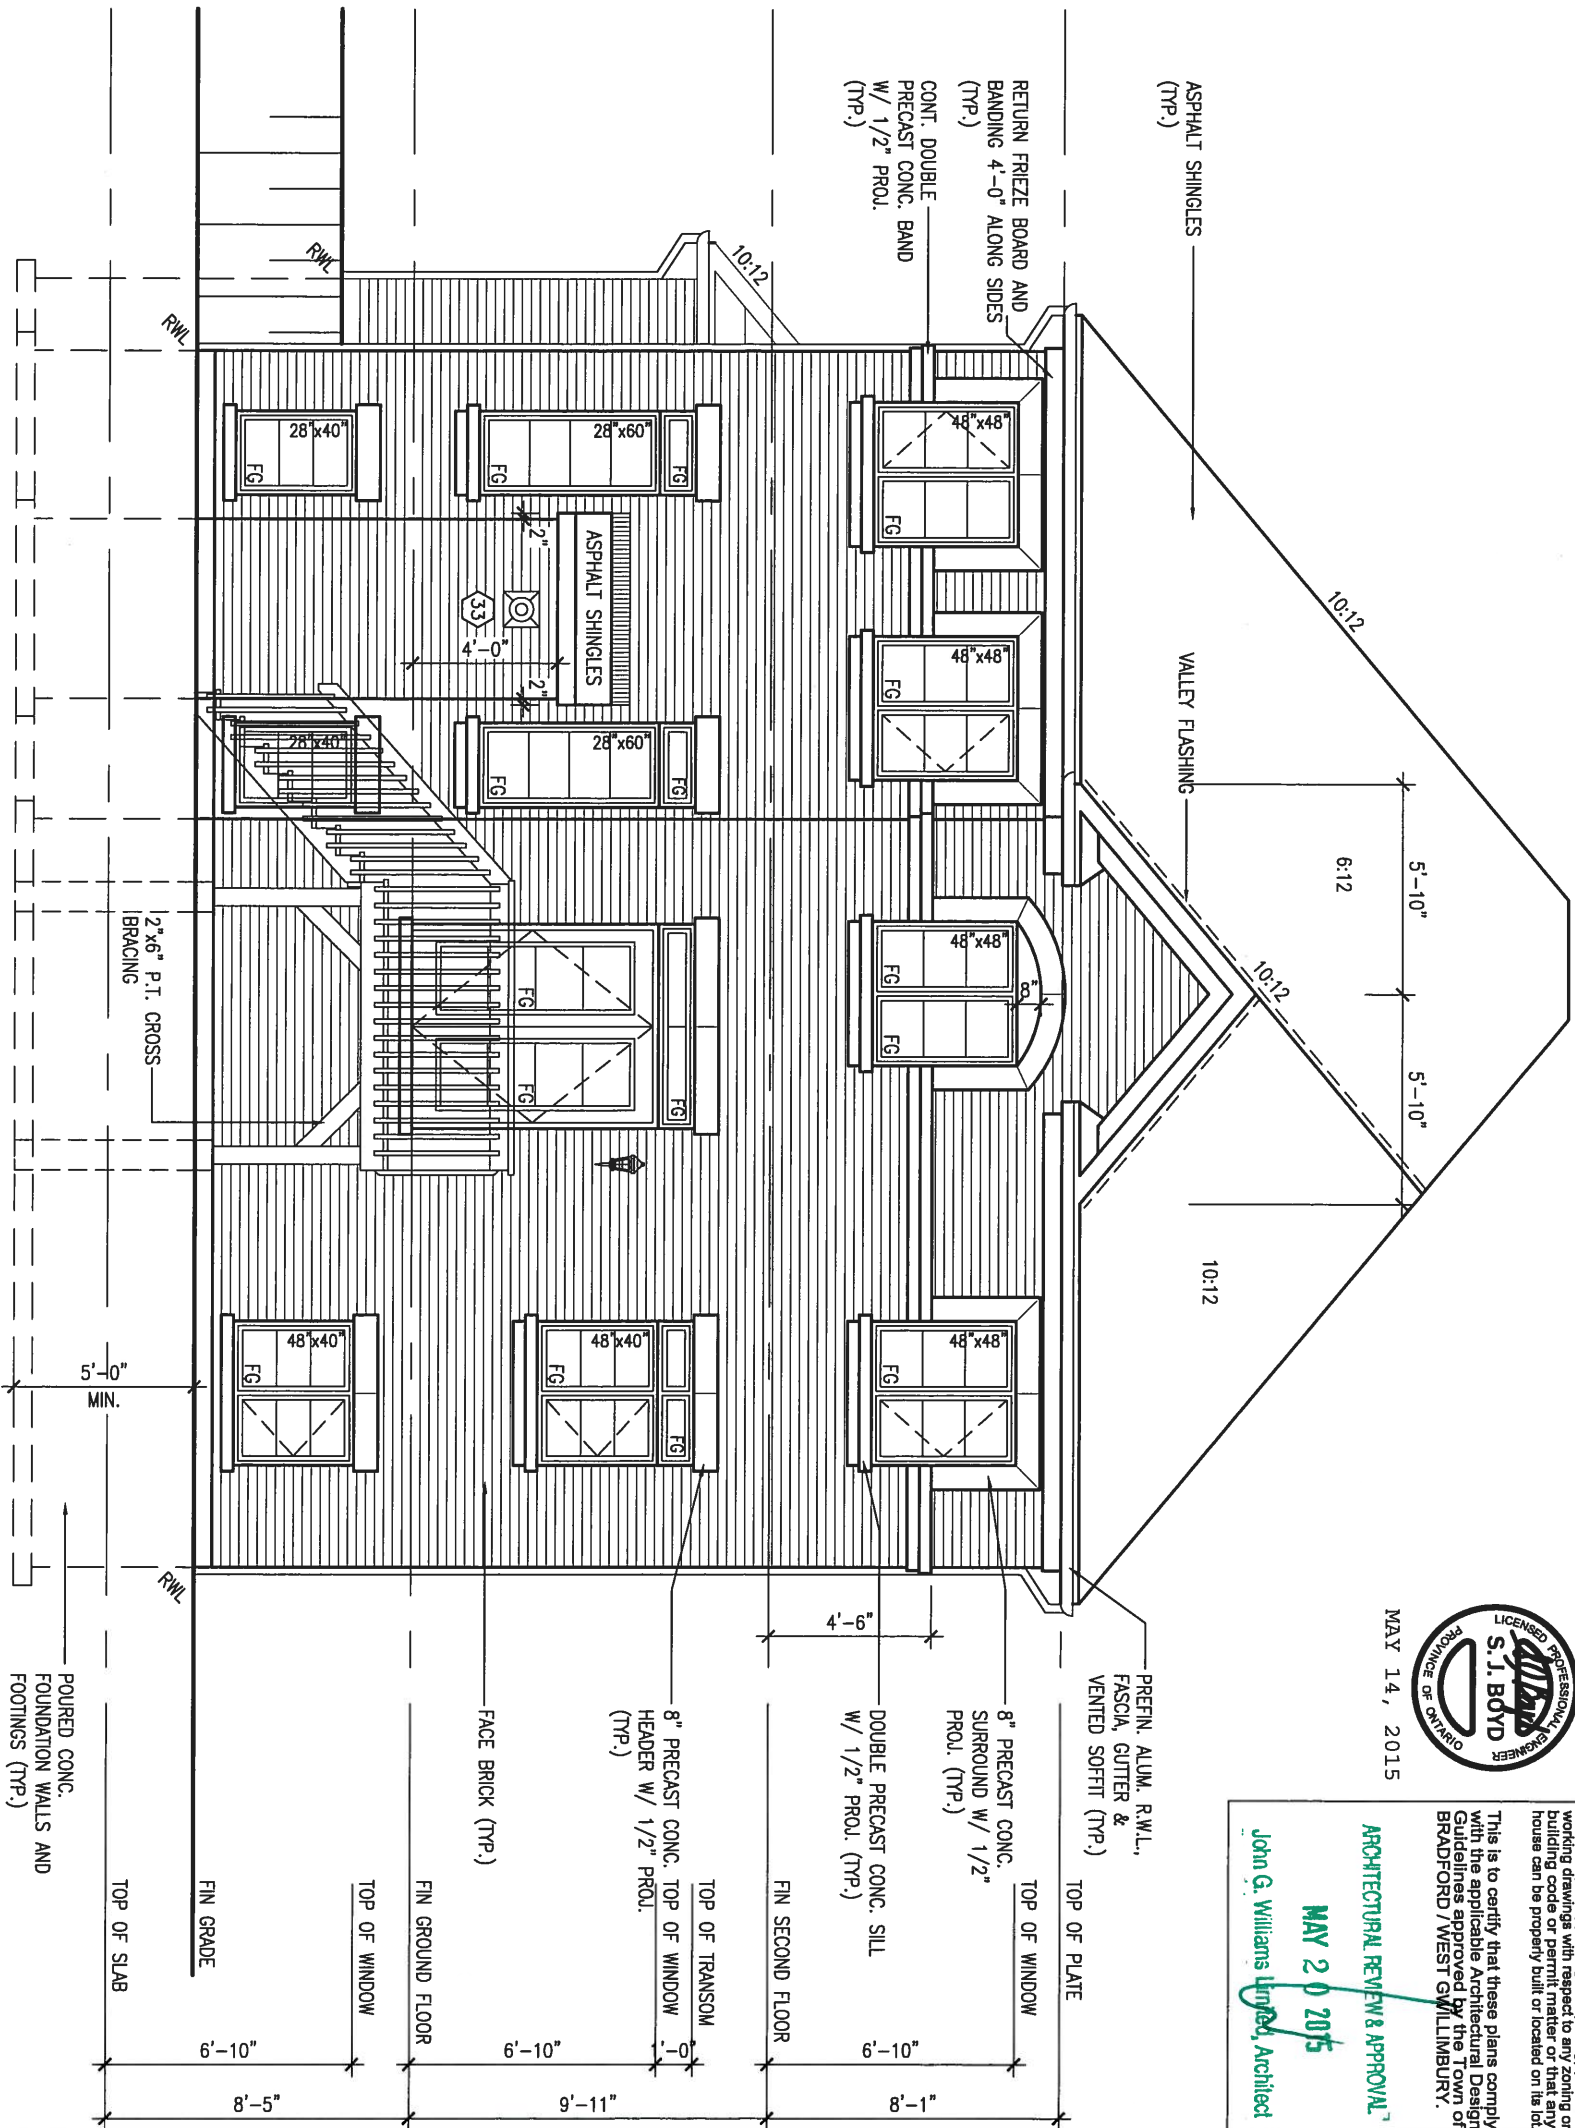 working drawings with respect to any zoning or
building code or permit matter or that any
house can be properly built or located on its lot.
This is to certify that these plans comply
with the applicable Architectural Design
Guidelines approved by the Town of
BRADFORD / WEST GWILLIMBURY.
ARCHITECTURAL REVIEW & APPROVAL
MAY 20 2015
John G. Williams Limited, Architect
LICENSED PROFESSIONAL ENGINEER
S. J. BOYD
PROVINCE OF ONTARIO
MAY 14, 2015
ASPHALT SHINGLES
(TYP.)
RETURN FRIEZE BOARD AND
BANDING 4'-0" ALONG SIDES
(TYP.)
CONT. DOUBLE
PRECAST CONC. BAND
W/ 1/2" PROJ.
(TYP.)
VALLEY FLASHING
10:12
5'-10"
5'-10"
6:12
10:12
10:12
10:12
48"x48"
FG
48"x48"
FG
48"x48"
8"
FG
FG
48"x48"
FG
28"x60"
FG
FG
ASPHALT SHINGLES
2"
2"
33
4'-0"
28"x60"
FG
FG
FG
FG
FG
48"x40"
FG
FG
28"x40"
FG
28"x40"
48"x40"
FG
RWL
RWL
RWL
2"x6" P.T. CROSS
BRACING
5'-0"
MIN.
4'-6"
PREFIN. ALUM. R.W.L.,
FASCIA, GUTTER &
VENTED SOFFIT (TYP.)
8" PRECAST CONC.
SURROUND W/ 1/2"
PROJ. (TYP.)
DOUBLE PRECAST CONC. SILL
W/ 1/2" PROJ. (TYP.)
8" PRECAST CONC.
HEADER W/ 1/2" PROJ.
(TYP.)
FACE BRICK (TYP.)
POURED CONC.
FOUNDATION WALLS AND
FOOTINGS (TYP.)
TOP OF PLATE
TOP OF WINDOW
FIN SECOND FLOOR
TOP OF TRANSOM
TOP OF WINDOW
FIN GROUND FLOOR
TOP OF WINDOW
FIN GRADE
TOP OF SLAB
6'-10"
8'-1"
1'-0"
6'-10"
9'-11"
6'-10"
8'-5"